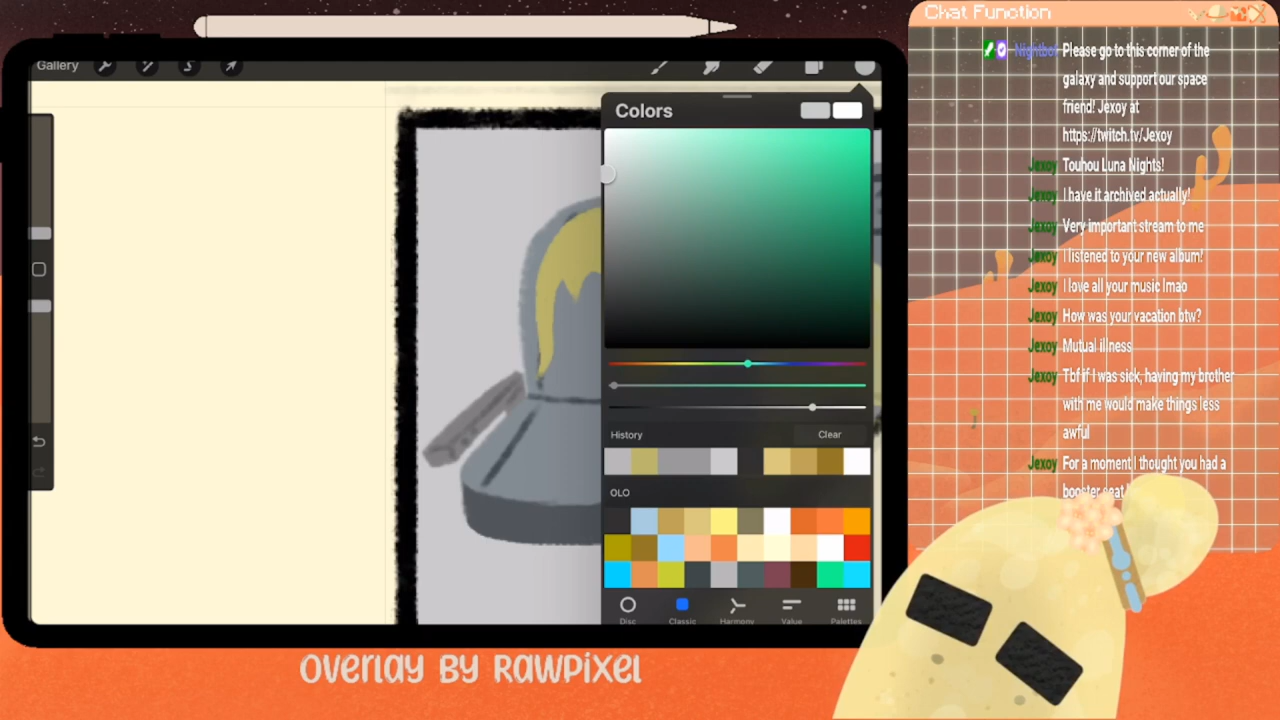 Chat Function
Gallery
Nightbot Please go to this corner of the
galaxy and support our space
friend! Jexoy at
https://twitch.tv/Jexoy
Jexoy Touhou Luna Nights!
Jexoy I have it archived actually!
Jexoy Very important stream to me
Jexoy I listened to your new album?
Jexoy I love all your music lmao
Jexoy How was your vacation btw?
Jexoy Mutual illness
Jexoy Tbf if I was sick, having my brother
with me would make things less
awful
Jexoy For a moment I thought you had a
booster seat
Colors
History
Clear
OLO
Disc
Classic
Harmony
Value
Palettes
OVERLAY BY RAWPIXEL